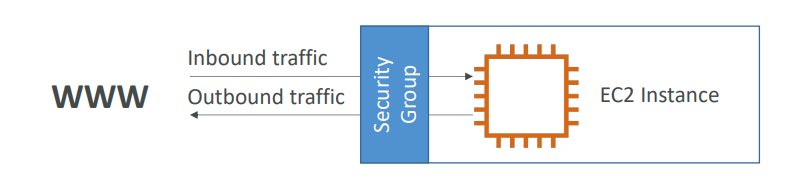 Inbound traffic
WWW
Outbound traffic
Security
Group
EC2 Instance